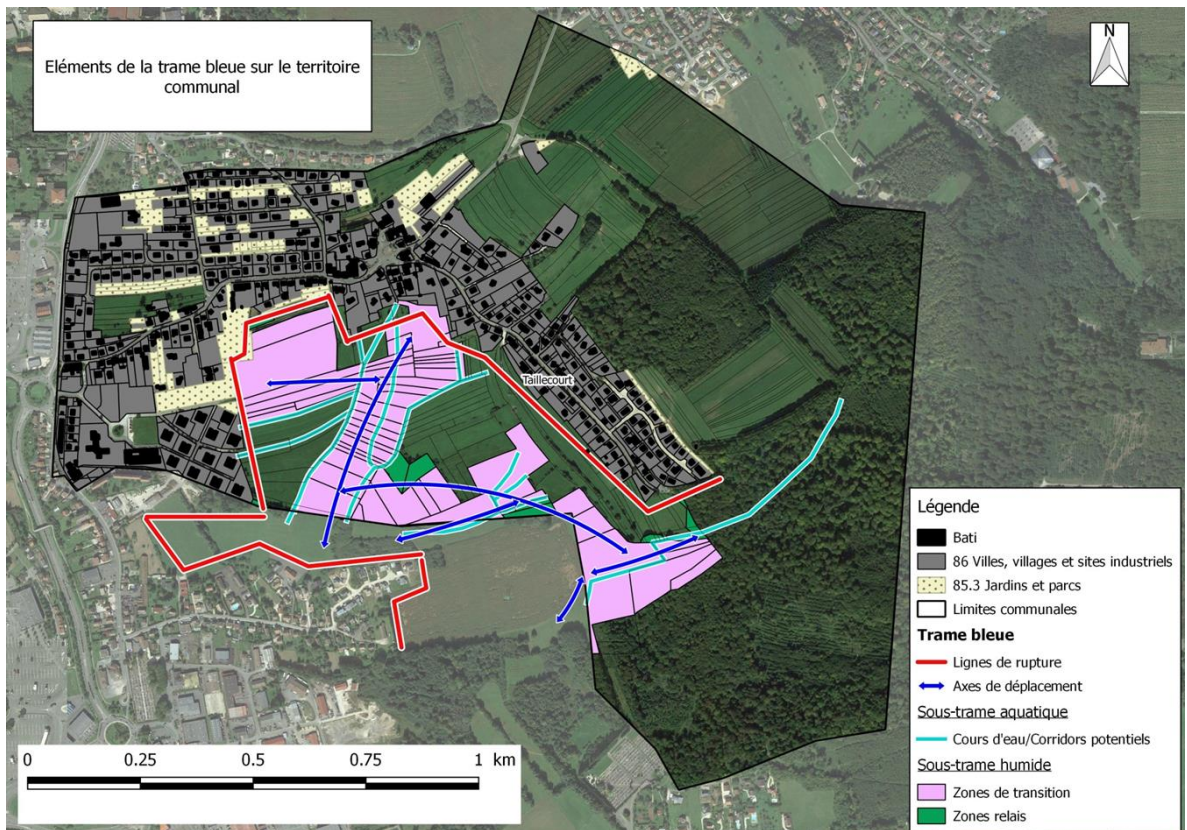 Eléments de la trame bleue sur le territoire
communal
N
Taillecourt
0 0.25 0.5 0.75 1 km
Légende
Bati
86 Villes, villages et sites industriels
85.3 Jardins et parcs
Limites communales
Trame bleue
Lignes de rupture
Axes de déplacement
Sous-trame aquatique
Cours d'eau/Corridors potentiels
Sous-trame humide
Zones de transition
Zones relais